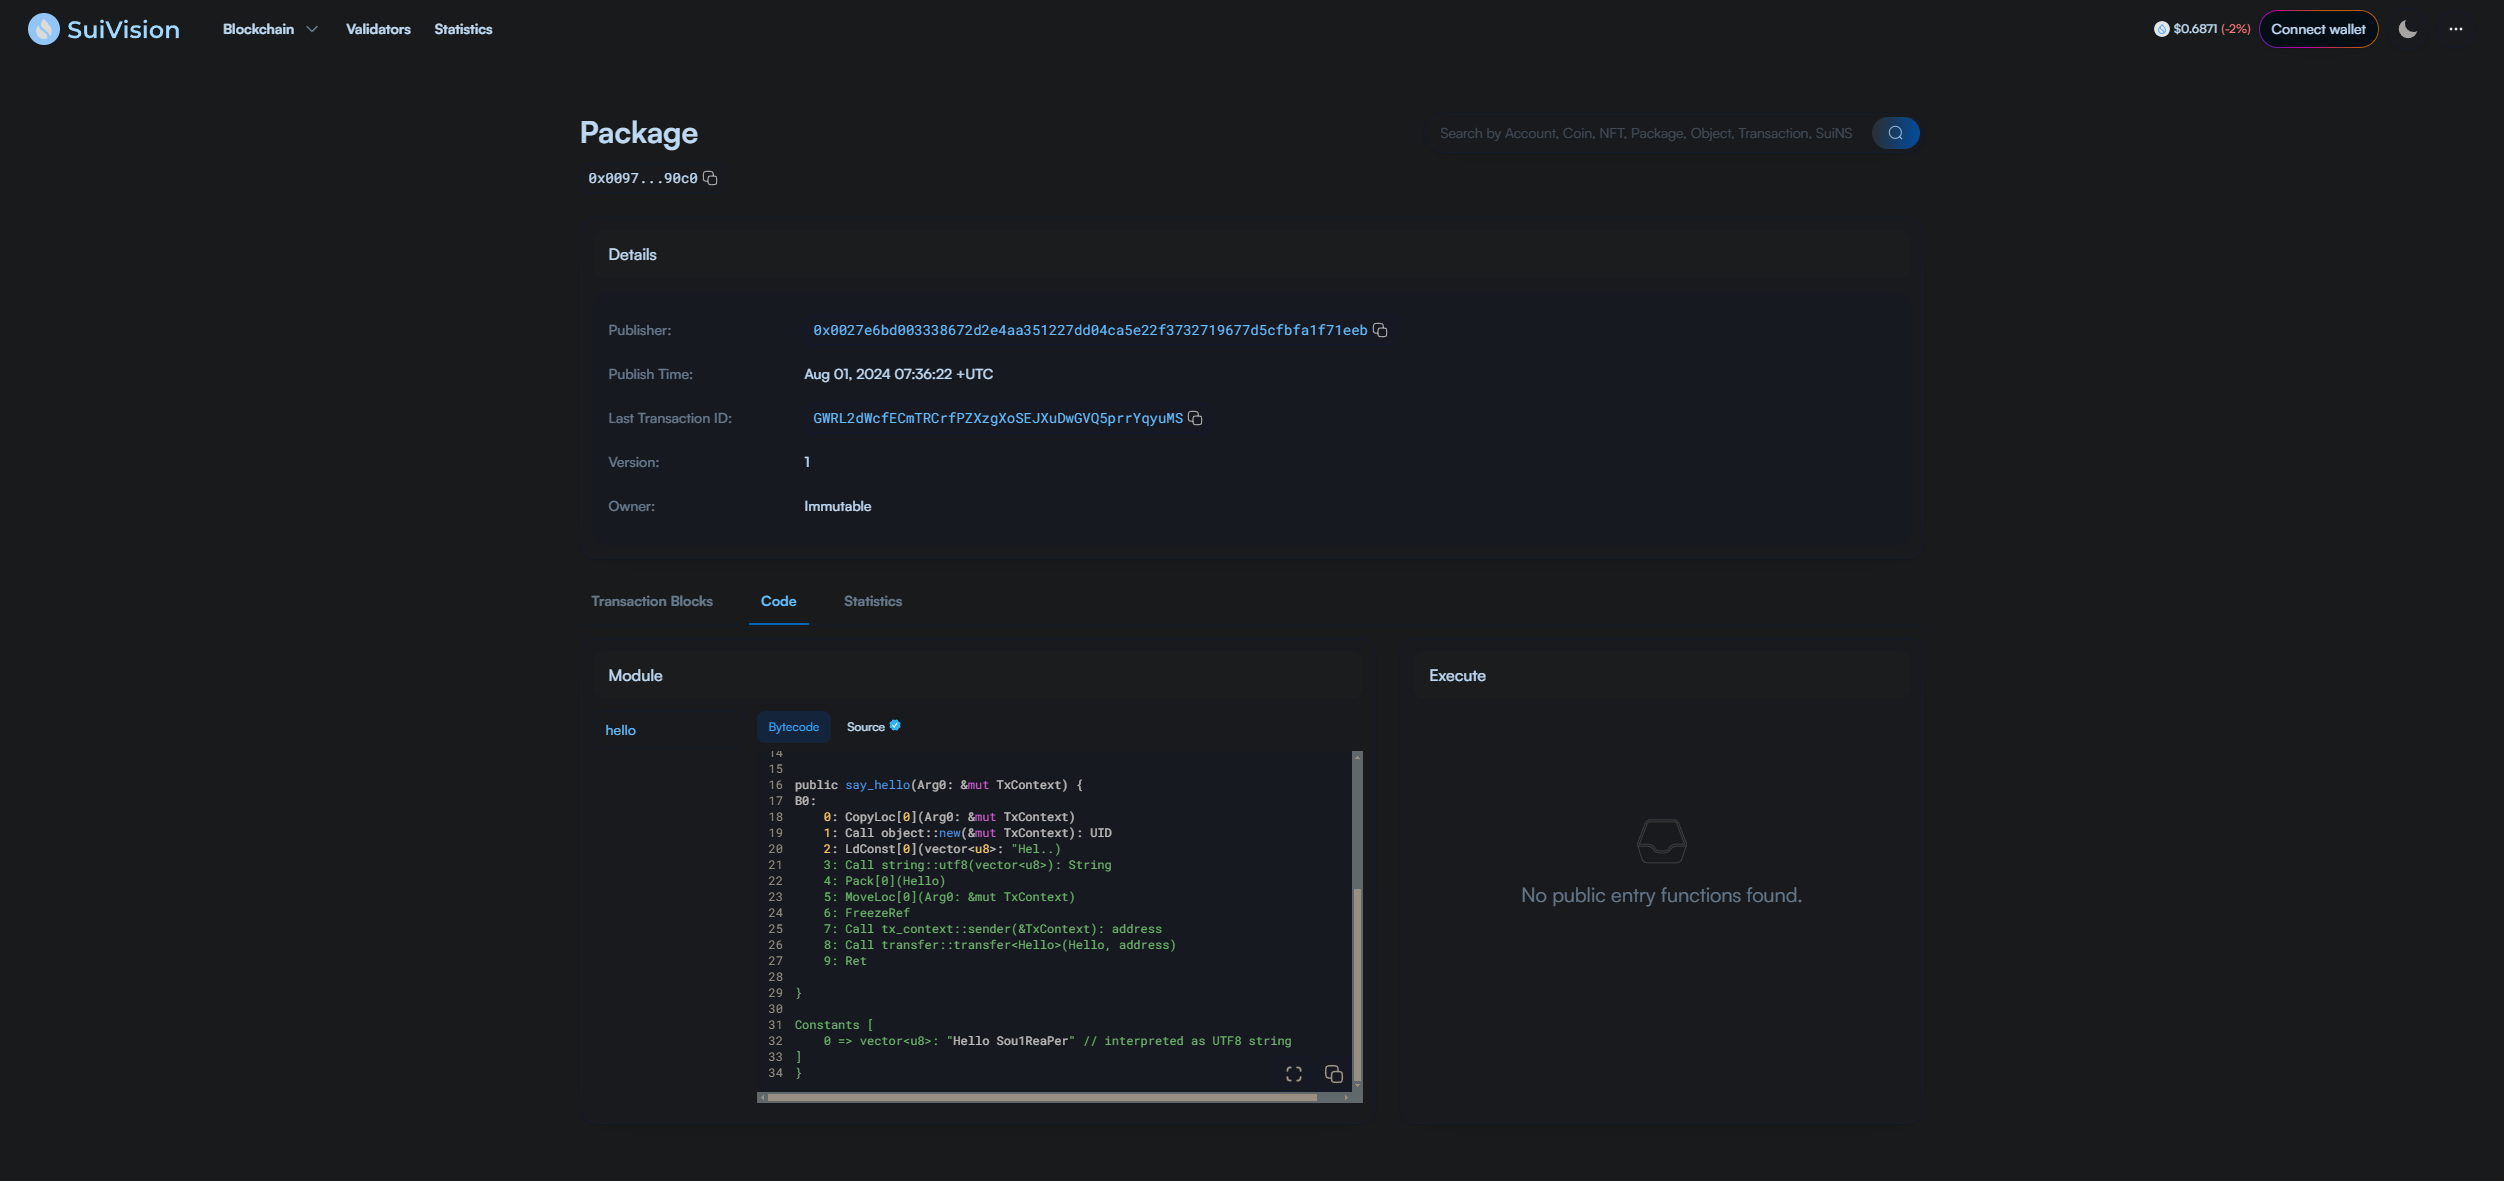 SuiVision
Blockchain
Validators
Statistics
$0.6871 (-2%)
Connect wallet
Package
Search by Account, Coin, NFT, Package, Object, Transaction, SuiNS
0x0097...90c0
Details
Publisher: 0x0027e6bd003338672d2e4aa351227dd04ca5e22f3732719677d5cfbfa1f71eeb
Publish Time: Aug 01, 2024 07:36:22 +UTC
Last Transaction ID: GWRL2dWcfECmTRCrfPZXzgXoSEJXuDwGVQ5prrYqyuMS
Version: 1
Owner: Immutable
Transaction Blocks
Code
Statistics
Module
hello
Bytecode
Source
14
15
16 public say_hello(Arg0: &mut TxContext) {
17 B0:
18 0: CopyLoc[0](Arg0: &mut TxContext)
19 1: Call object::new(&mut TxContext): UID
20 2: LdConst[0](vector<u8>: "Hel..)
21 3: Call string::utf8(vector<u8>): String
22 4: Pack[0](Hello)
23 5: MoveLoc[0](Arg0: &mut TxContext)
24 6: FreezeRef
25 7: Call tx_context::sender(&TxContext): address
26 8: Call transfer::transfer<Hello>(Hello, address)
27 9: Ret
28
29 }
30
31 Constants [
32 0 => vector<u8>: "Hello Sou1ReaPer" // interpreted as UTF8 string
33 ]
34 }
Execute
No public entry functions found.